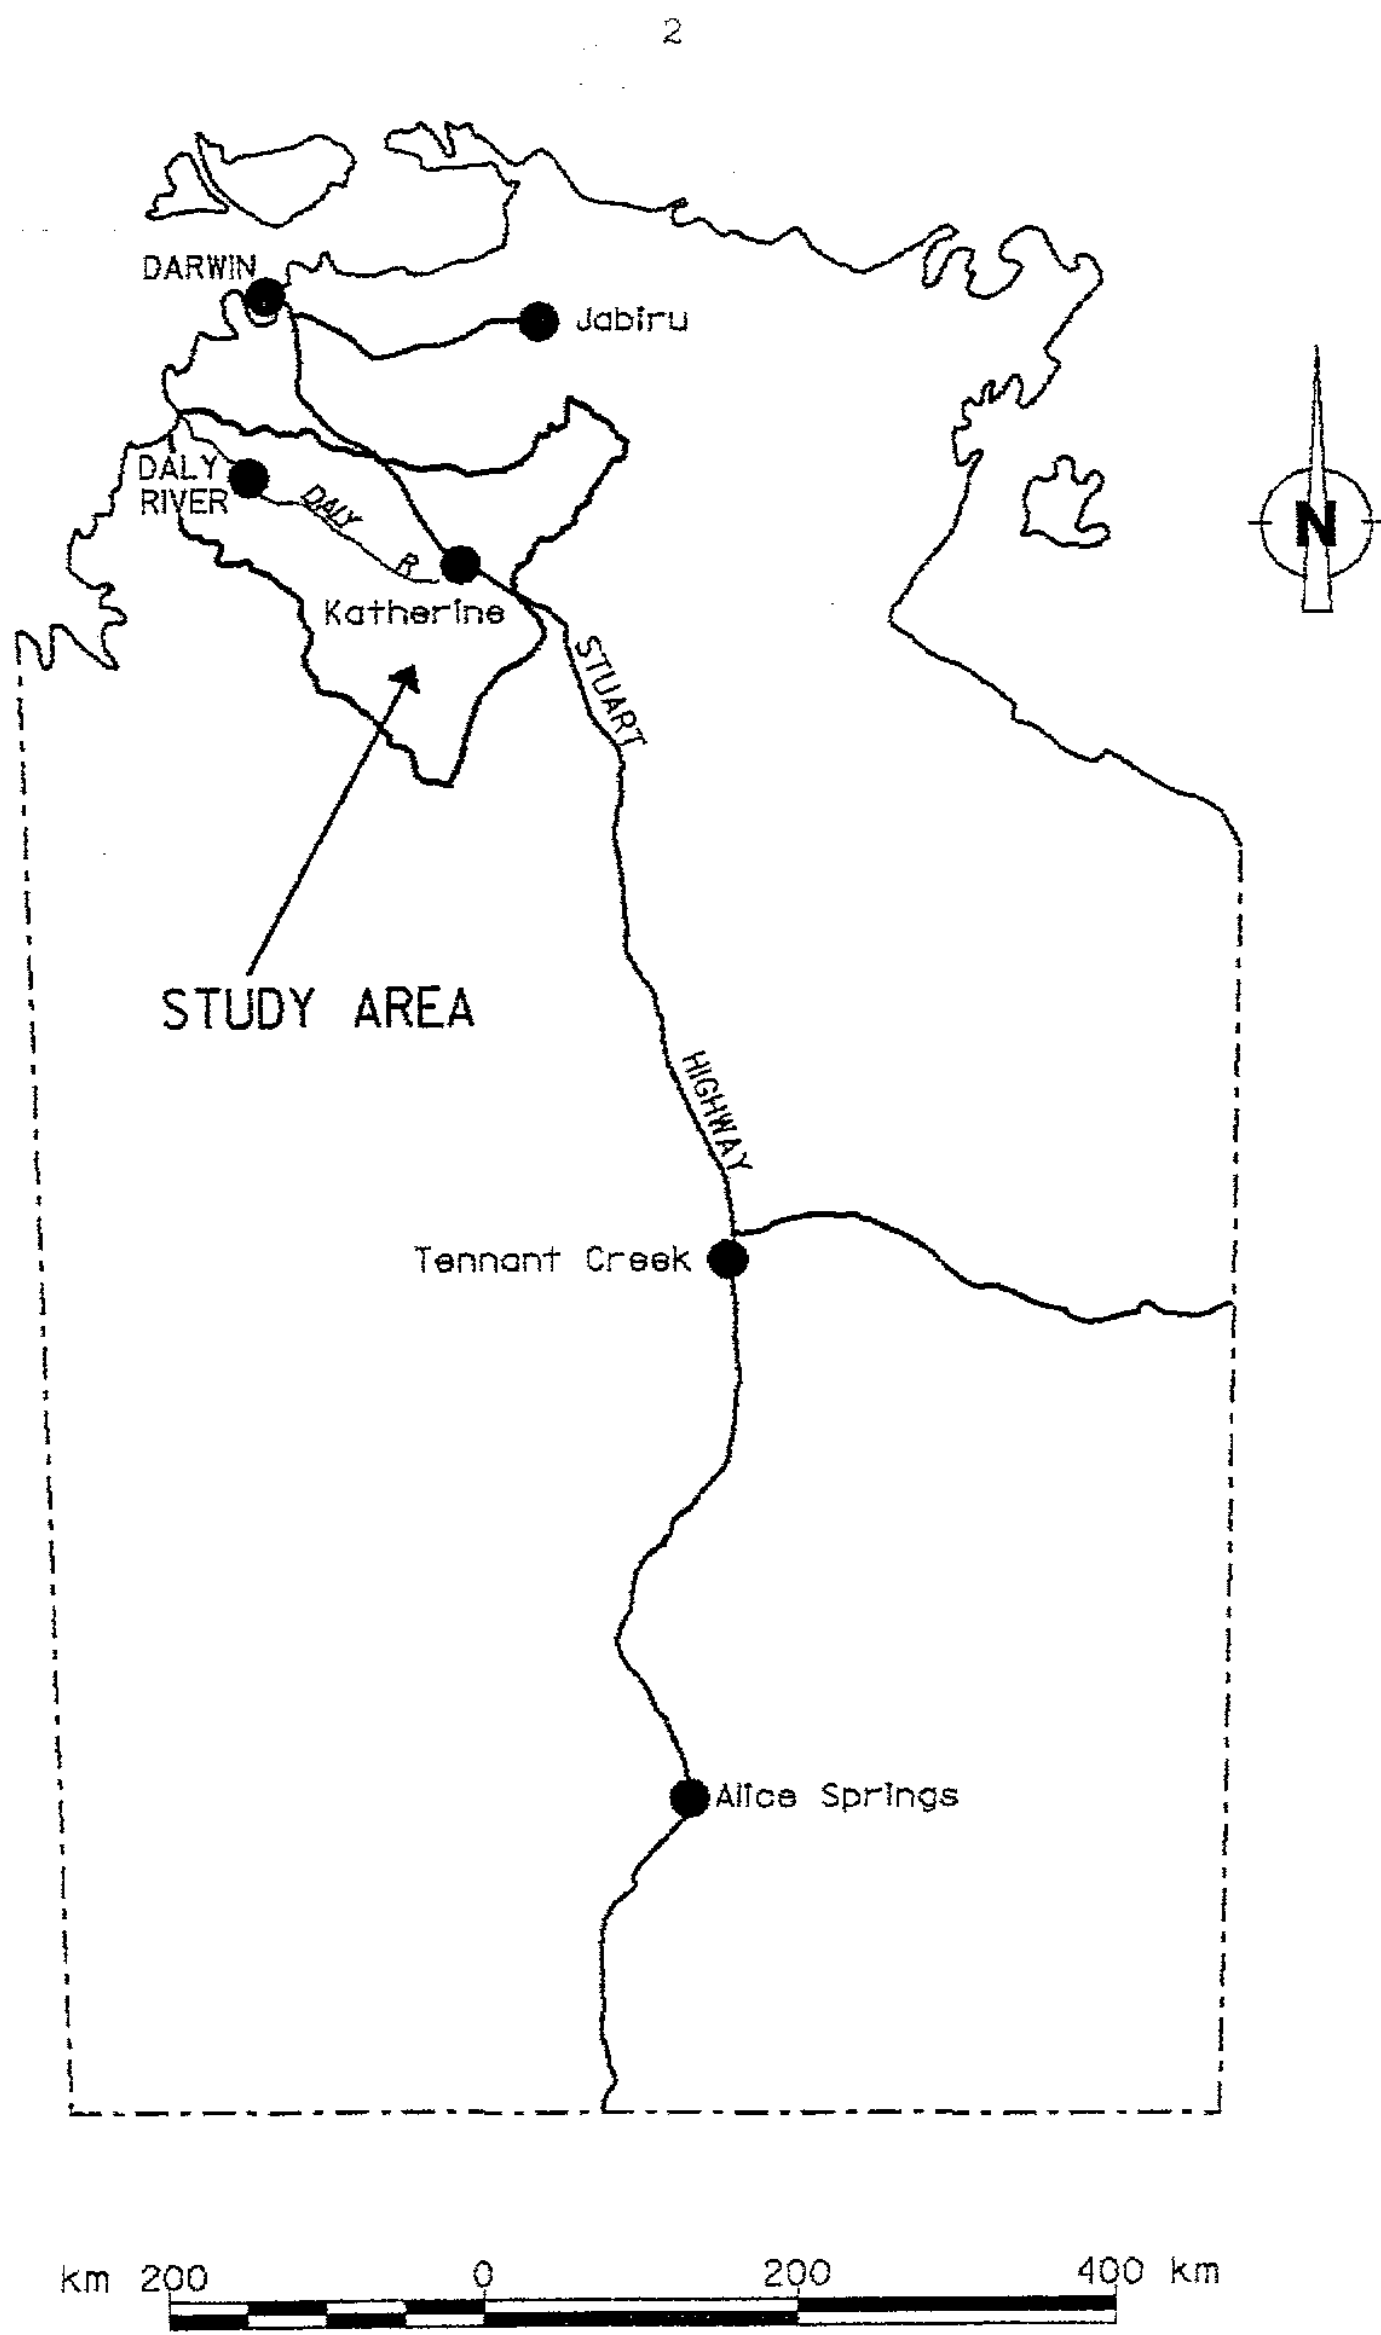 2
DARWIN
Jabiru
DALY
RIVER
DALY
R
N
Katherine
STUART
STUDY AREA
HIGHWAY
Tennant Creek
Alice Springs
km 200 0 200 400 km